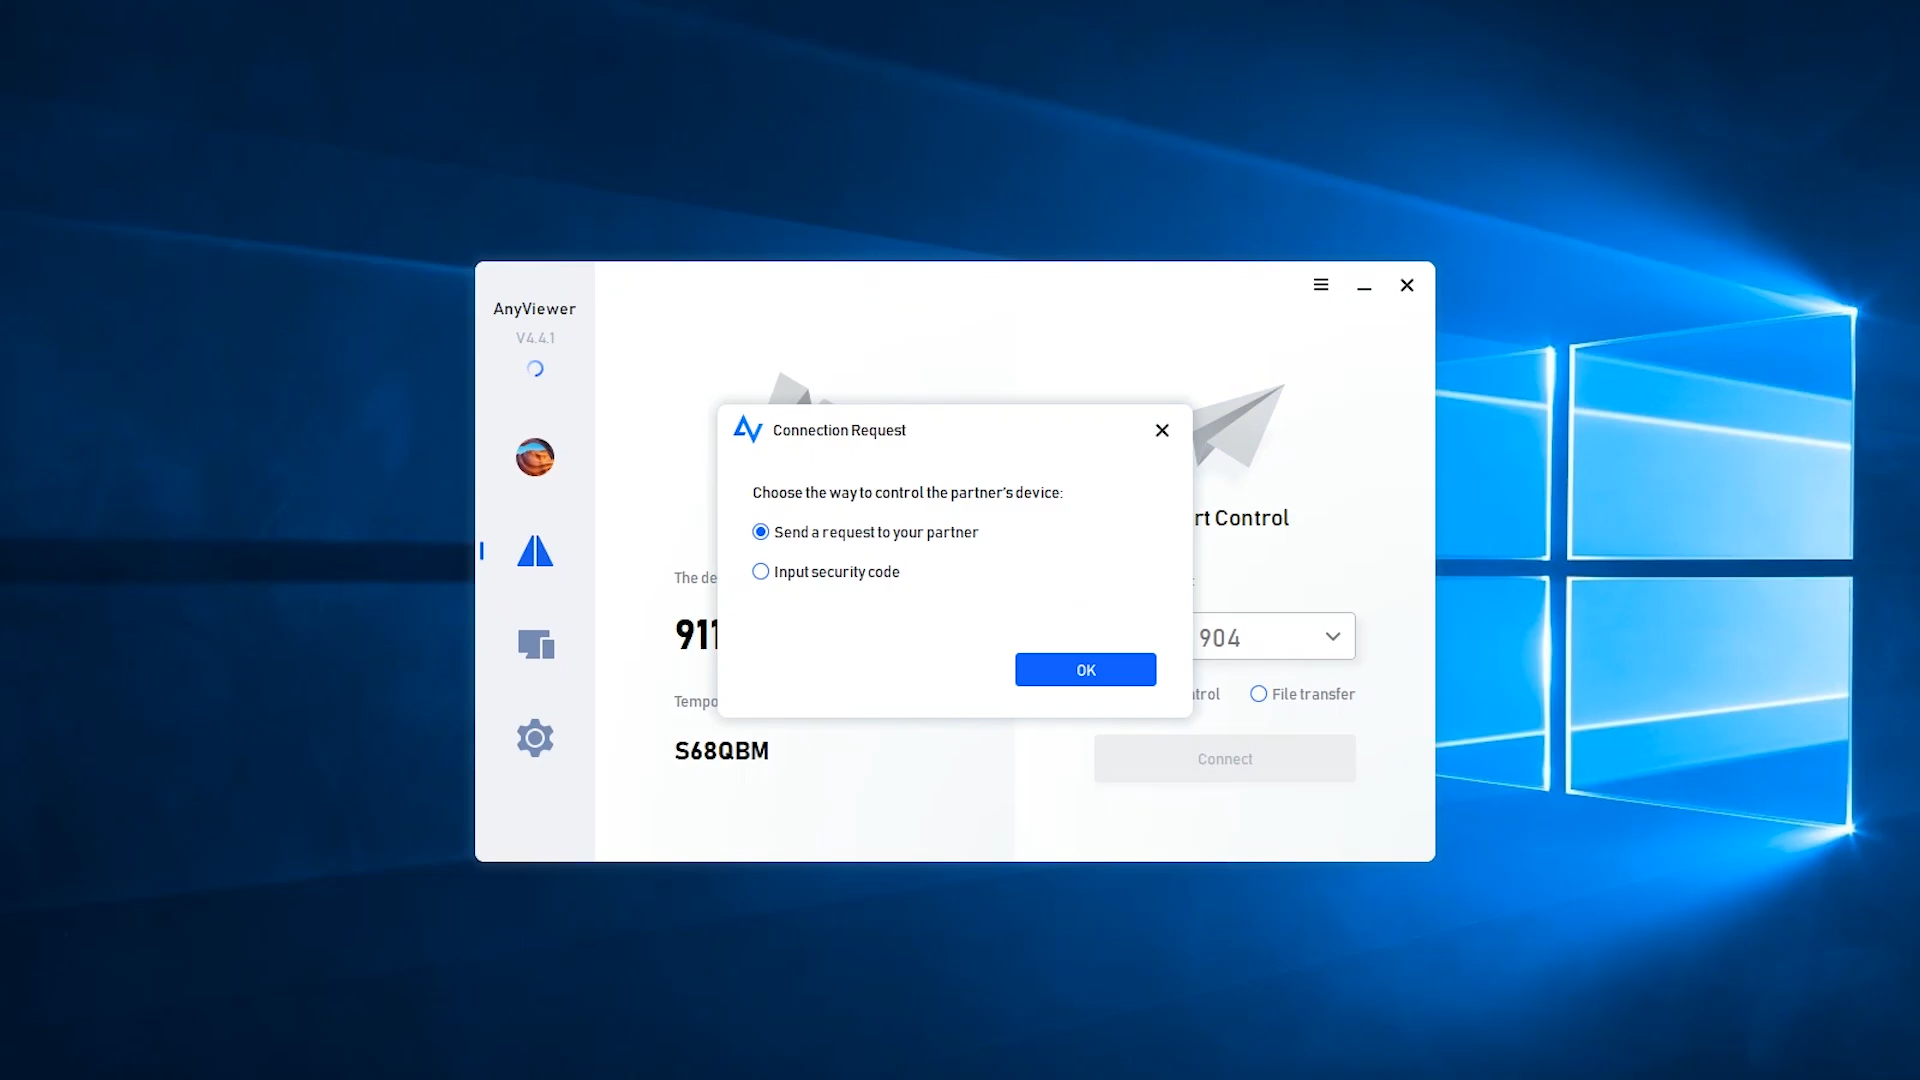 AnyViewer
V4.4.1
Connection Request
Choose the way to control the partner's device:
Send a request to your partner
Input security code
OK
rt Control
The de
911
904
Tempo
trol
File transfer
S68QBM
Connect